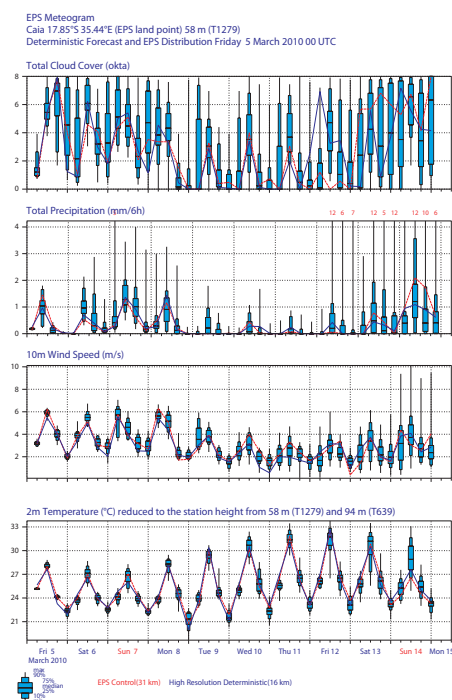 EPS Meteogram
Caia 17.85°S 35.44°E (EPS land point) 58 m (T1279)
Deterministic Forecast and EPS Distribution Friday 5 March 2010 00 UTC
Total Cloud Cover (okta)
8
6
4
2
0
Total Precipitation (mm/6h)
12 6 7 12 5 12 12 10 6
4
3
2
1
0
10m Wind Speed (m/s)
10
8
6
4
2
2m Temperature (°C) reduced to the station height from 58 m (T1279) and 94 m (T639)
33
30
27
24
21
Fri 5 Sat 6 Sun 7 Mon 8 Tue 9 Wed 10 Thu 11 Fri 12 Sat 13 Sun 14 Mon 15
March 2010
max
90%
75%
median
25%
10%
EPS Control(31 km) High Resolution Deterministic(16 km)